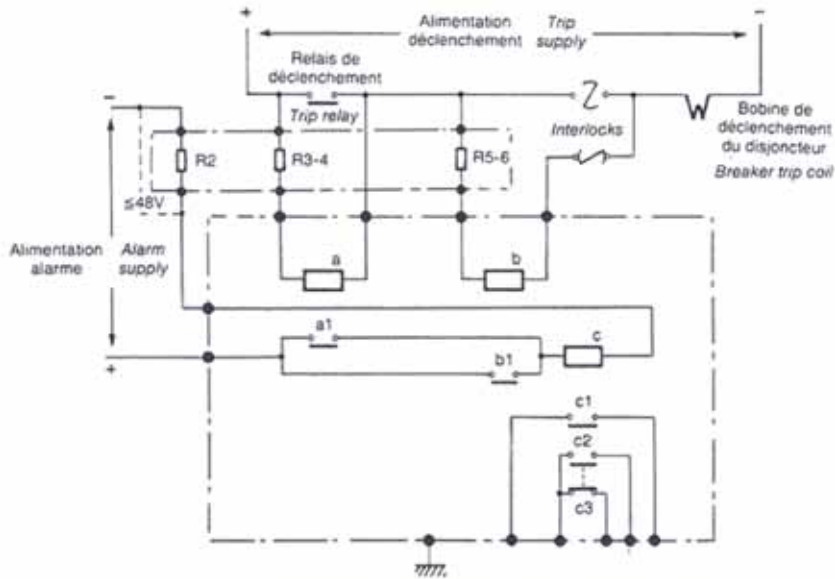 +
Alimentation
déclenchement
Trip
supply
–
Relais de
déclenchement
Trip relay
–
R2
R3-4
R5-6
Interlocks
Bobine de
déclenchement
du disjoncteur
Breaker trip coil
≤48V
Alimentation
alarme
Alarm
supply
a
b
+
a1
b1
c
c1
c2
c3